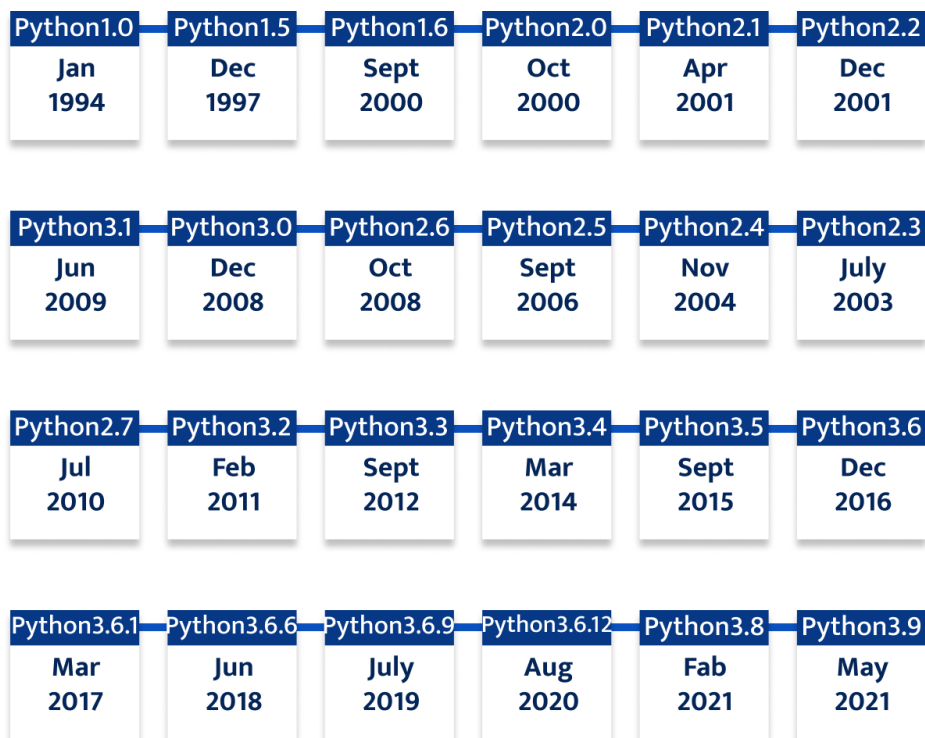 Python1.0 Python1.5 Python1.6 Python2.0 Python2.1 Python2.2
Jan Dec Sept Oct Apr Dec
1994 1997 2000 2000 2001 2001
Python3.1 Python3.0 Python2.6 Python2.5 Python2.4 Python2.3
Jun Dec Oct Sept Nov July
2009 2008 2008 2006 2004 2003
Python2.7 Python3.2 Python3.3 Python3.4 Python3.5 Python3.6
Jul Feb Sept Mar Sept Dec
2010 2011 2012 2014 2015 2016
Python3.6.1 Python3.6.6 Python3.6.9 Python3.6.12 Python3.8 Python3.9
Mar Jun July Aug Fab May
2017 2018 2019 2020 2021 2021